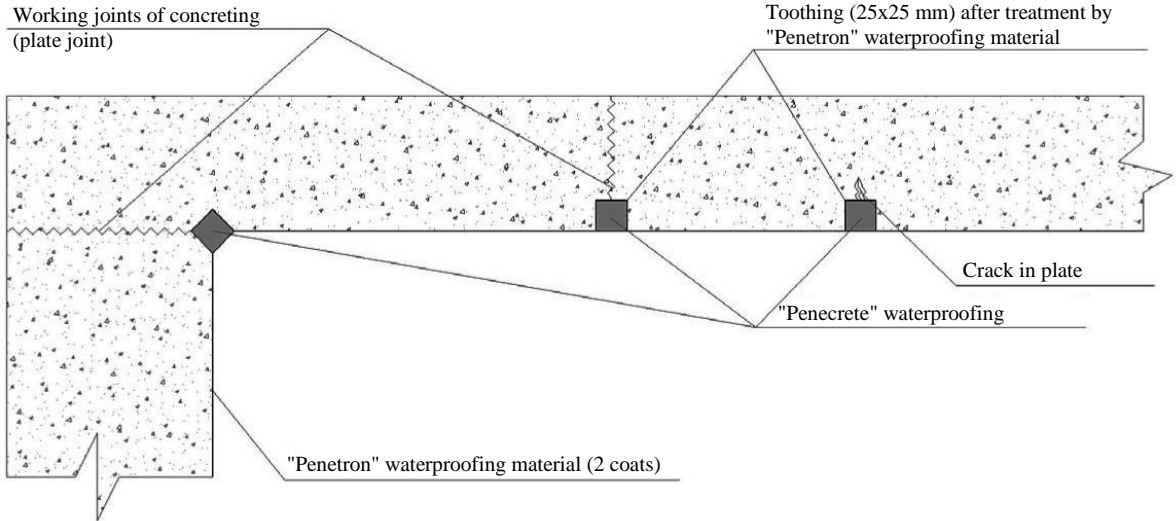 Working joints of concreting
(plate joint)
Toothing (25x25 mm) after treatment by
"Penetron" waterproofing material
Crack in plate
"Penecrete" waterproofing
"Penetron" waterproofing material (2 coats)